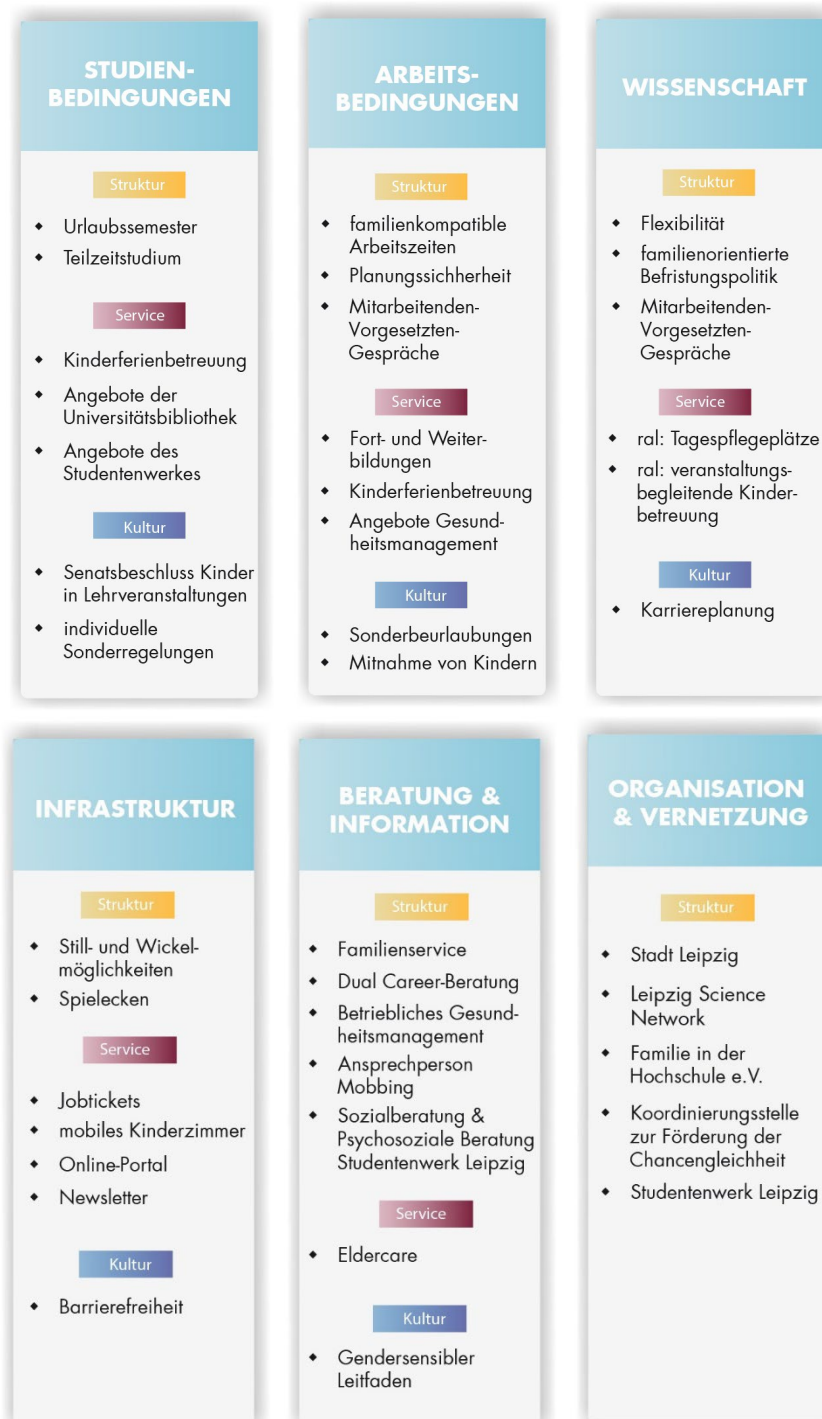 STUDIEN-
BEDINGUNGEN
Struktur
Urlaubssemester
Teilzeitstudium
Service
Kinderferienbetreuung
Angebote der
Universitätsbibliothek
Angebote des
Studentenwerkes
Kultur
Senatsbeschluss Kinder
in Lehrveranstaltungen
individuelle
Sonderregelungen
ARBEITS-
BEDINGUNGEN
Struktur
familienkompatible
Arbeitszeiten
Planungssichherheit
Mitarbeitenden-
Vorgesetzten-
Gespräche
Service
Fort- und Weiter-
bildungen
Kinderferienbetreuung
Angebote Gesund-
heitsmanagement
Kultur
Sonderbeurlaubungen
Mitnahme von Kindern
WISSENSCHAFT
Struktur
Flexibilität
familienorientierte
Befristungspolitik
Mitarbeitenden-
Vorgesetzten-
Gespräche
Service
ral: Tagespflegeplätze
ral: veranstaltungs-
begleitende Kinder-
betreuung
Kultur
Karriereplanung
INFRASTRUKTUR
Struktur
Still- und Wickel-
möglichkeiten
Spielecken
Service
Jobtickets
mobiles Kinderzimmer
Online-Portal
Newsletter
Kultur
Barrierefreiheit
BERATUNG &
INFORMATION
Struktur
Familienservice
Dual Career-Beratung
Betriebliches Gesund-
heitsmanagement
Ansprechperson
Mobbing
Sozialberatung &
Psychosoziale Beratung
Studentenwerk Leipzig
Service
Eldercare
Kultur
Gendersensibler
Leitfaden
ORGANISATION
& VERNETZUNG
Struktur
Stadt Leipzig
Leipzig Science
Network
Familie in der
Hochschule e.V.
Koordinierungsstelle
zur Förderung der
Chancengleichheit
Studentenwerk Leipzig